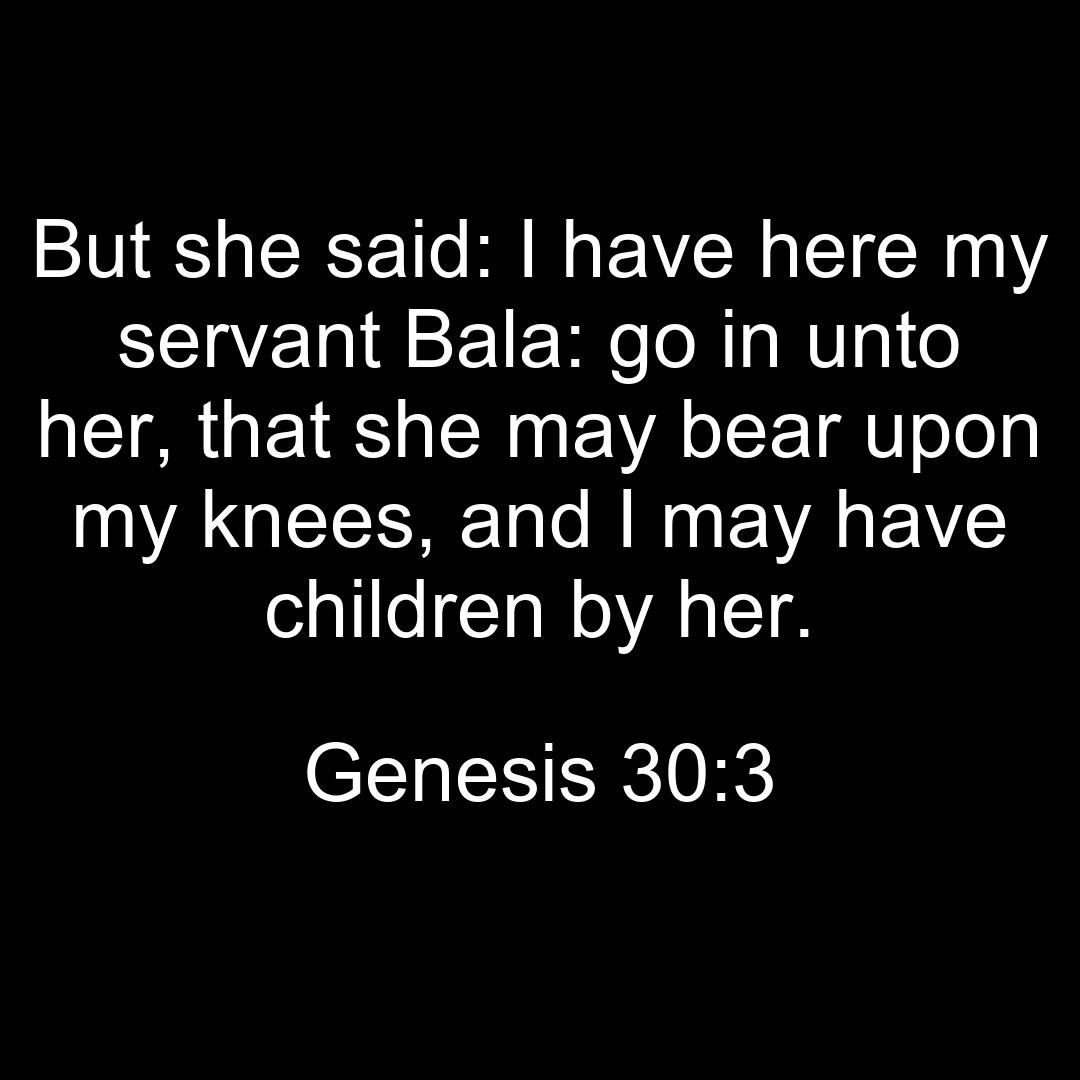 But she said: I have here my
servant Bala: go in unto
her, that she may bear upon
my knees, and I may have
children by her.
Genesis 30:3